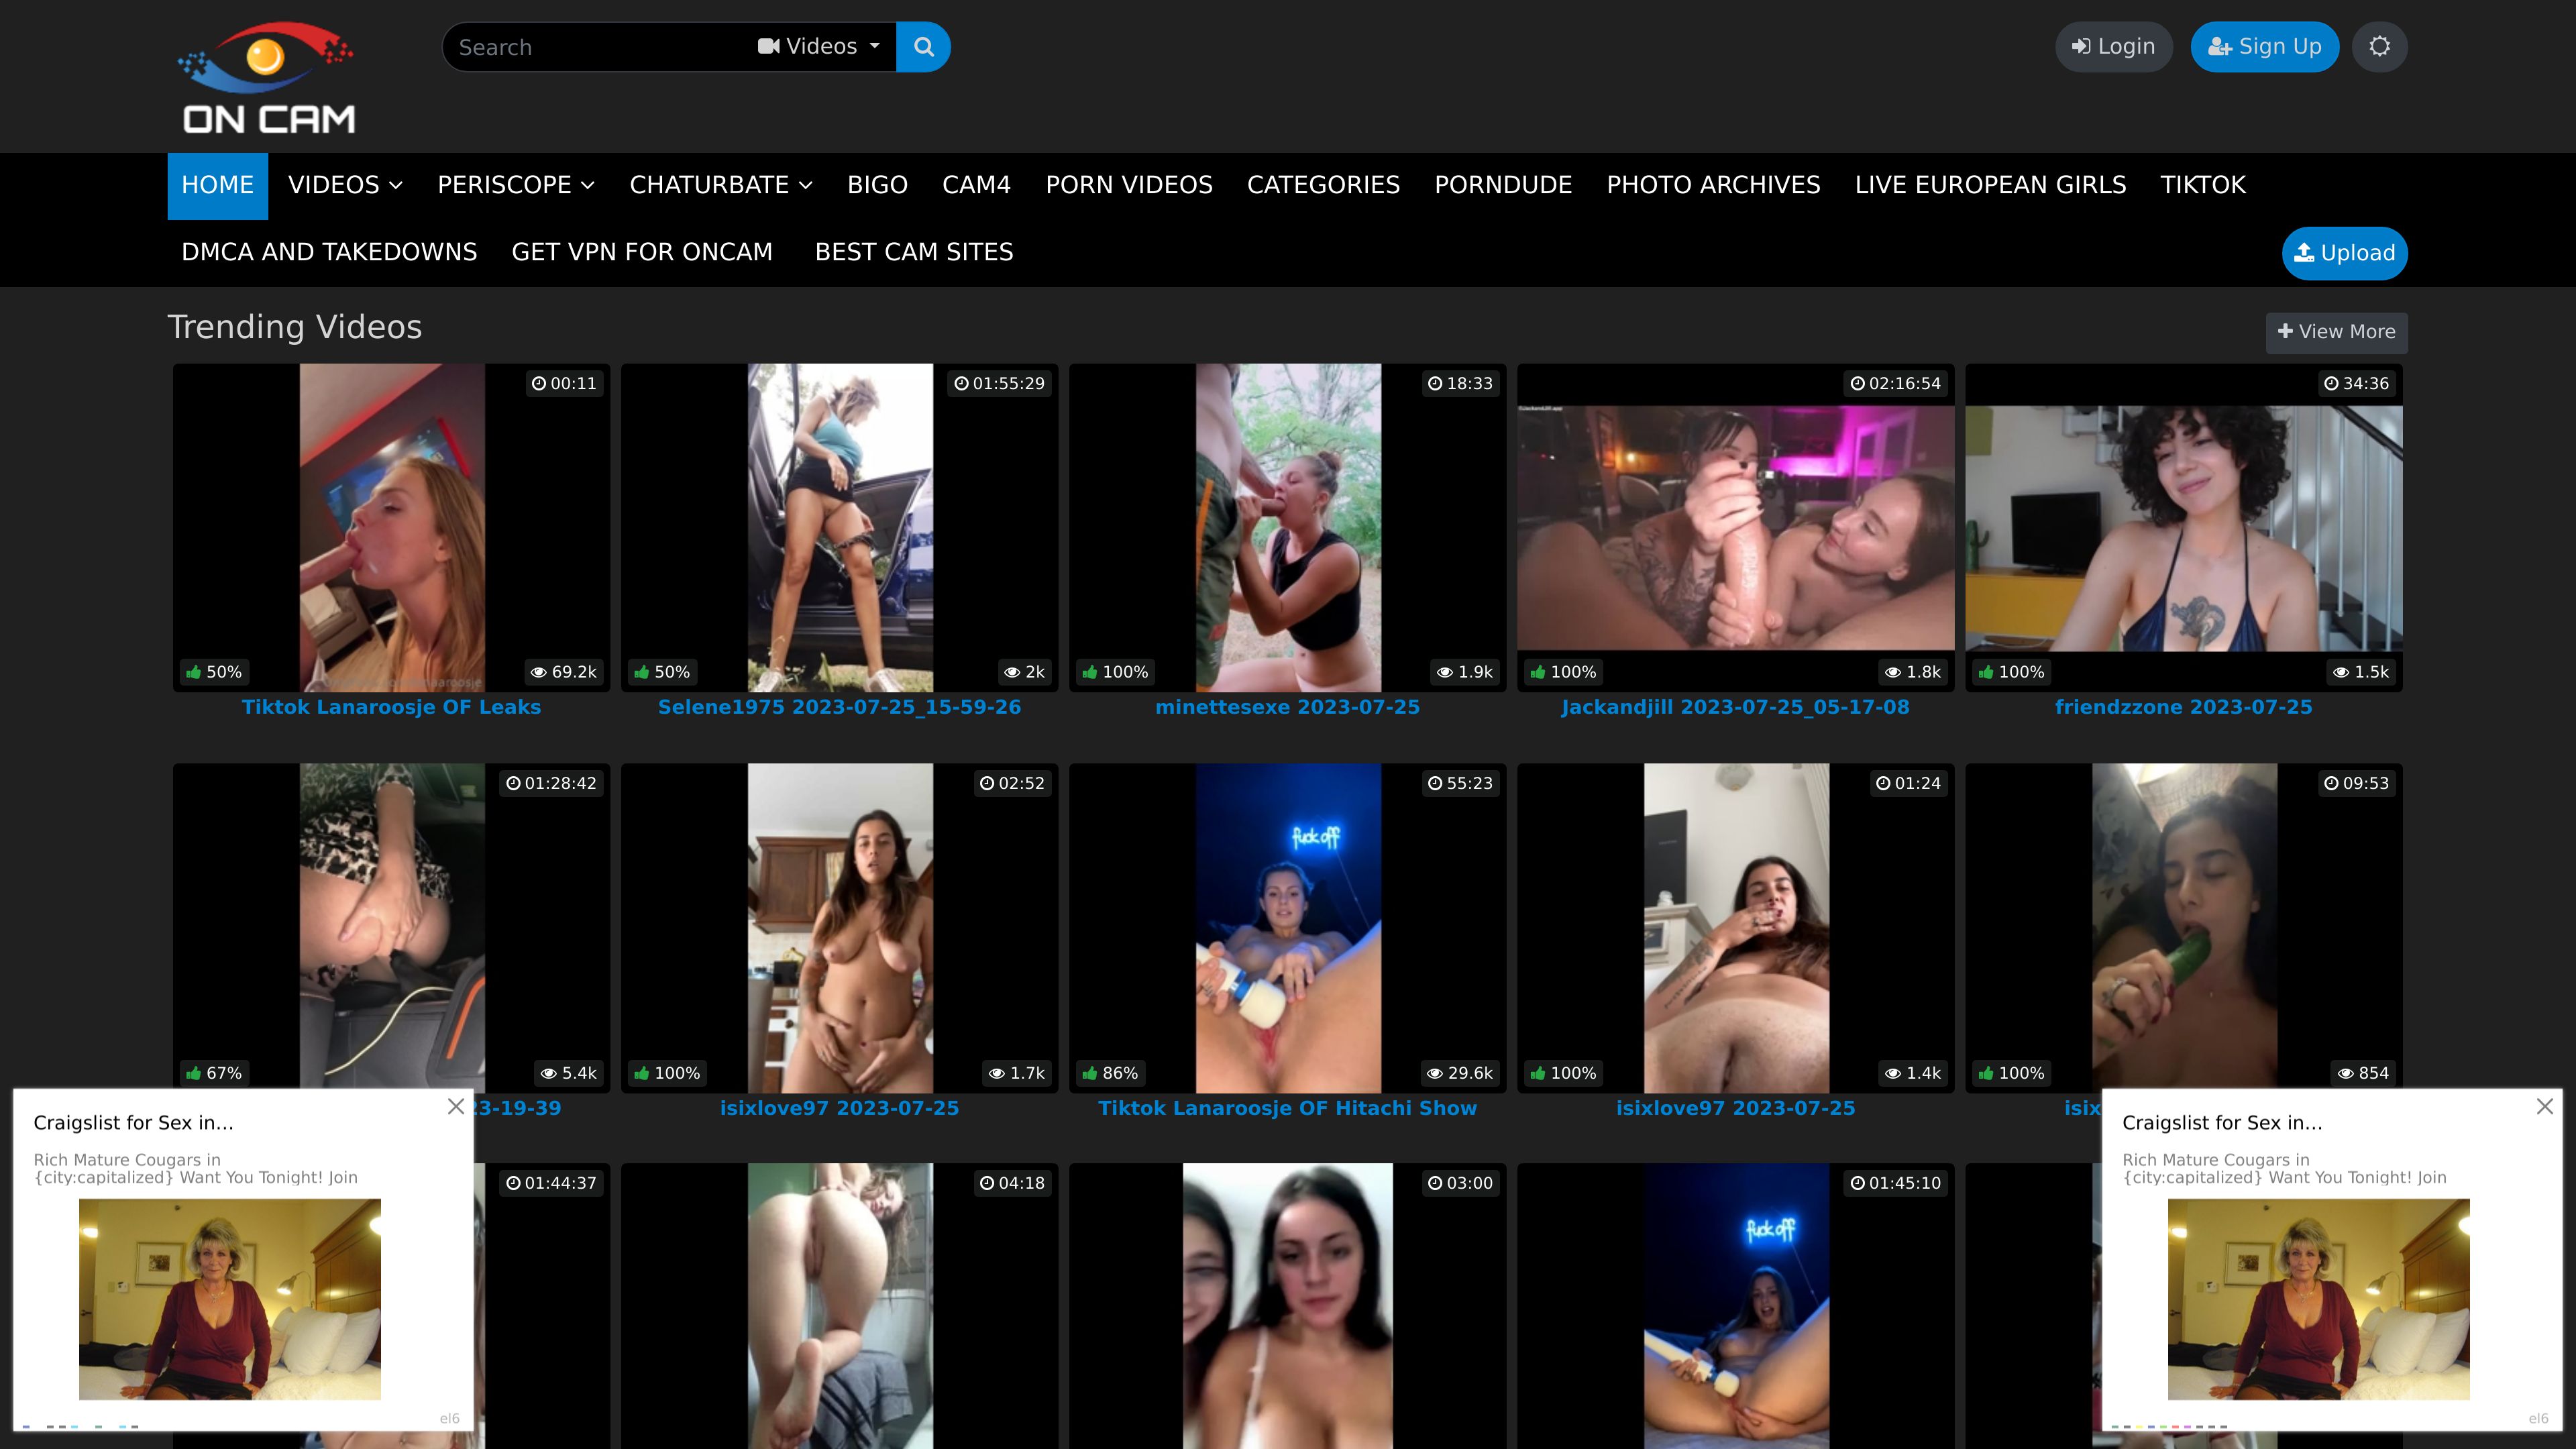 ON CAM
Search
Videos
Login
Sign Up
HOME
VIDEOS
PERISCOPE
CHATURBATE
BIGO
CAM4
PORN VIDEOS
CATEGORIES
PORNDUDE
PHOTO ARCHIVES
LIVE EUROPEAN GIRLS
TIKTOK
DMCA AND TAKEDOWNS
GET VPN FOR ONCAM
BEST CAM SITES
Upload
Trending Videos
View More
00:11
01:55:29
18:33
02:16:54
34:36
50%
69.2k
50%
2k
100%
1.9k
100%
1.8k
100%
1.5k
Tiktok Lanaroosje OF Leaks
Selene1975 2023-07-25_15-59-26
minettesexe 2023-07-25
Jackandjill 2023-07-25_05-17-08
friendzzone 2023-07-25
01:28:42
02:52
55:23
01:24
09:53
fuck off
67%
5.4k
100%
1.7k
86%
29.6k
100%
1.4k
100%
854
23-19-39
isixlove97 2023-07-25
Tiktok Lanaroosje OF Hitachi Show
isixlove97 2023-07-25
isix
01:44:37
04:18
03:00
01:45:10
fuck off
Craigslist for Sex in...
Rich Mature Cougars in
{city:capitalized} Want You Tonight! Join
el6
Craigslist for Sex in...
Rich Mature Cougars in
{city:capitalized} Want You Tonight! Join
el6